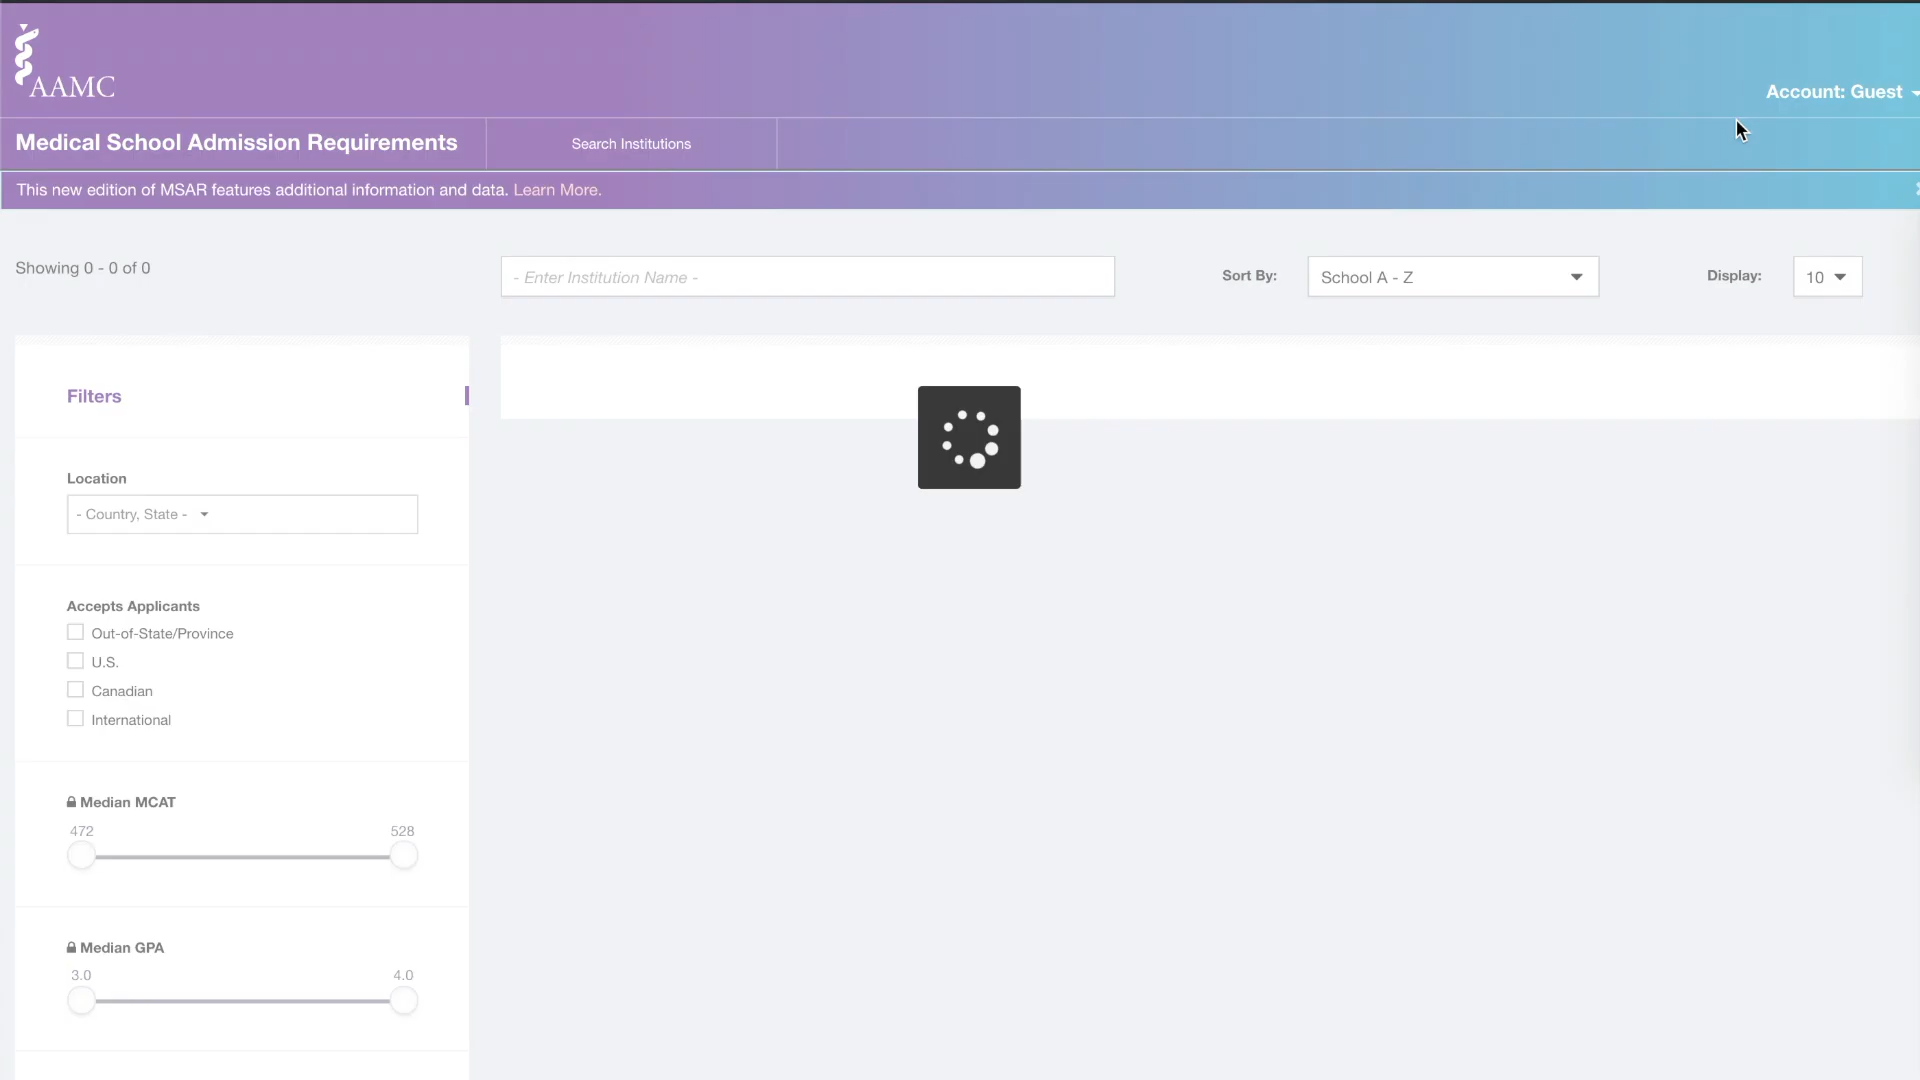 AAMC
Account: Guest
Medical School Admission Requirements
Search Institutions
This new edition of MSAR features additional information and data. Learn More.
Showing 0 - 0 of 0
- Enter Institution Name -
Sort By:
School A - Z
Display:
10
Filters
Location
- Country, State -
Accepts Applicants
Out-of-State/Province
U.S.
Canadian
International
Median MCAT
472 528
Median GPA
3.0 4.0